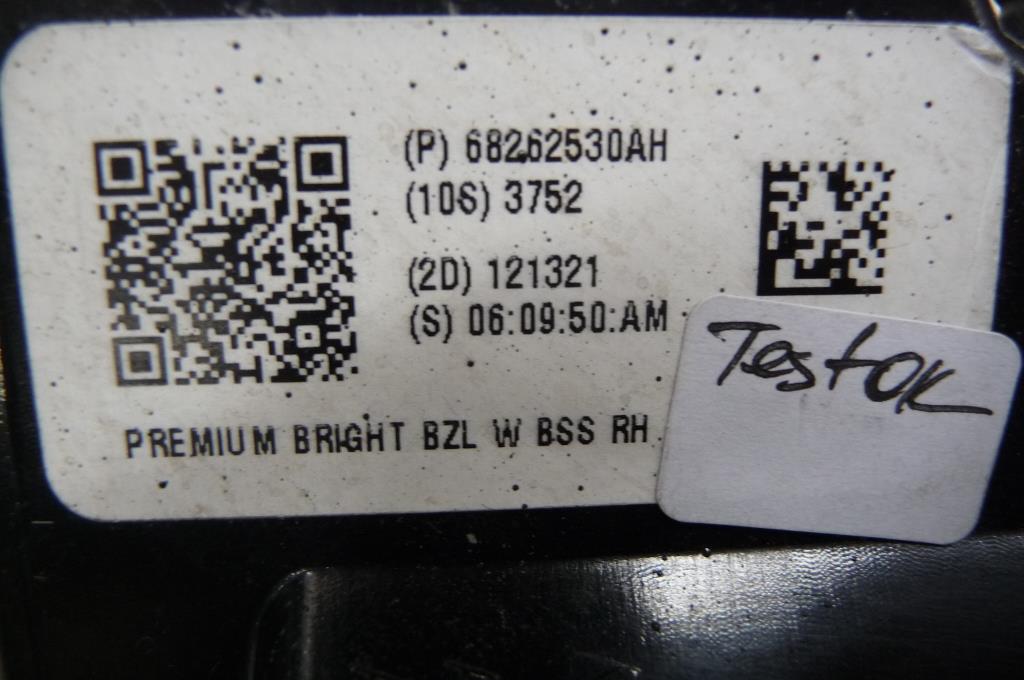 (P) 68262530AH
(10S) 3752
(2D) 121321
(S) 06:09:50:AM
Test OK
PREMIUM BRIGHT BZL W BSS RH